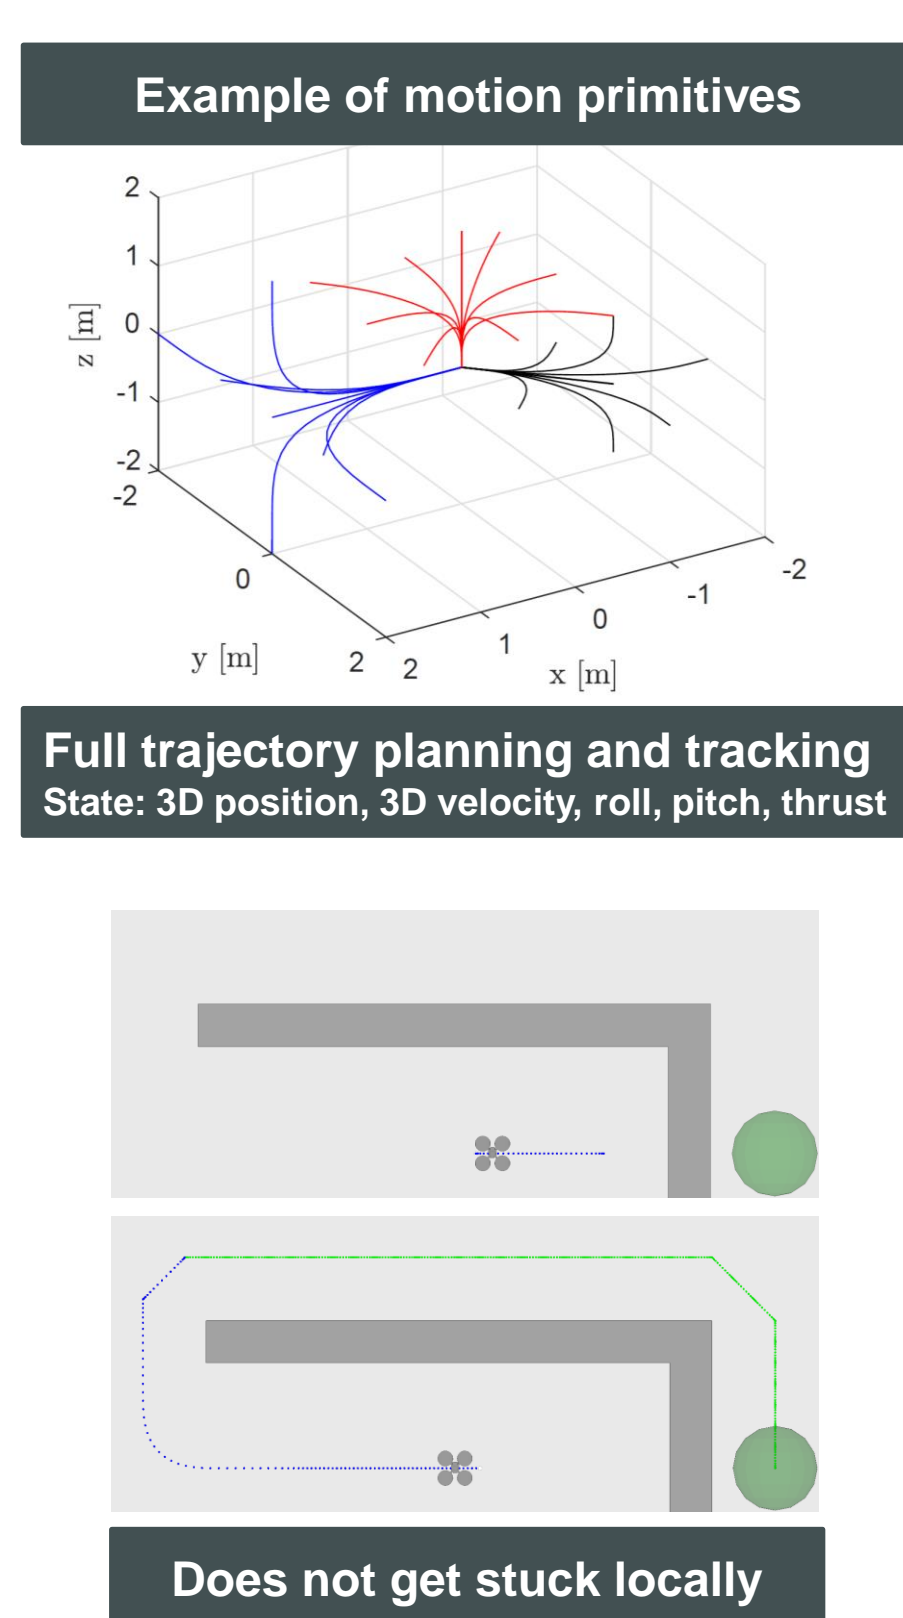 Example of motion primitives
2
1
0
-1
-2
z [m]
-2
0
2
y [m]
2
1
0
-1
-2
x [m]
Full trajectory planning and tracking
State: 3D position, 3D velocity, roll, pitch, thrust
Does not get stuck locally